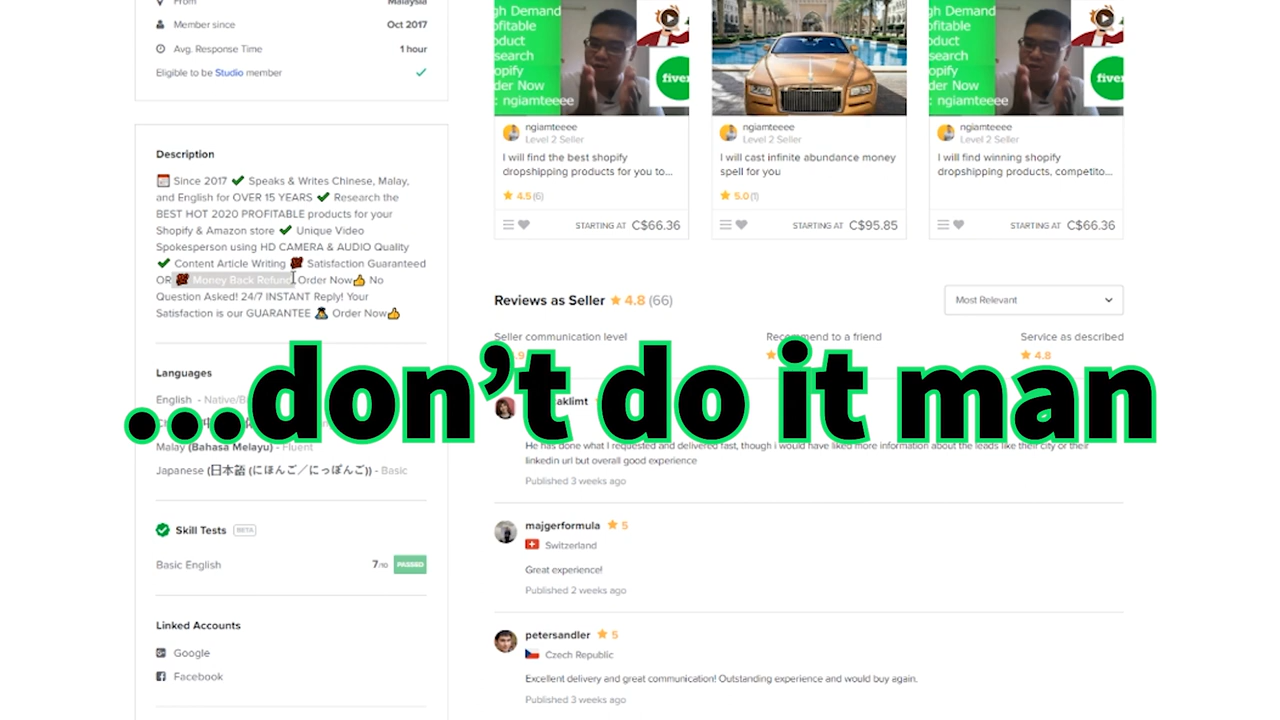 From Malaysia
Member since Oct 2017
Avg. Response Time 1 hour
Eligible to be Studio member
Description
Since 2017 ✔ Speaks & Writes Chinese, Malay,
and English for OVER 15 YEARS ✔ Research the
BEST HOT 2020 PROFITABLE products for your
Shopify & Amazon store ✔ Unique Video
Spokesperson using HD CAMERA & AUDIO Quality
✔ Content Article Writing Satisfaction Guaranteed
OR Money Back Refund Order Now👍 No
Question Asked! 24/7 INSTANT Reply! Your
Satisfaction is our GUARANTEE Order Now👍
Languages
English - Native/
Malay (Bahasa Melayu) - Fluent
Japanese (日本語 (にほんご/にっぽんご)) - Basic
Skill Tests BETA
Basic English 7/10 PASSED
Linked Accounts
Google
Facebook
gh Demand
ofitable
oduct
search
opify
der Now
: ngiamteeee
fiver
ngiamteeee
Level 2 Seller
I will find the best shopify
dropshipping products for you to...
4.5 (6)
STARTING AT C$66.36
ngiamteeee
Level 2 Seller
I will cast infinite abundance money
spell for you
5.0 (1)
STARTING AT C$95.85
gh Demand
ofitable
oduct
search
opify
der Now
: ngiamteeee
fiver
ngiamteeee
Level 2 Seller
I will find winning shopify
dropshipping products, competito...
STARTING AT C$66.36
Reviews as Seller 4.8 (66)
Most Relevant
Seller communication level
Recommend to a friend
Service as described
4.8
...don't do it man
aklimt
He has done what I requested and delivered fast, though i would have liked more information about the leads like their city or their
linkedin url but overall good experience
Published 3 weeks ago
majgerformula 5
Switzerland
Great experience!
Published 2 weeks ago
petersandler 5
Czech Republic
Excellent delivery and great communication! Outstanding experience and would buy again.
Published 3 weeks ago